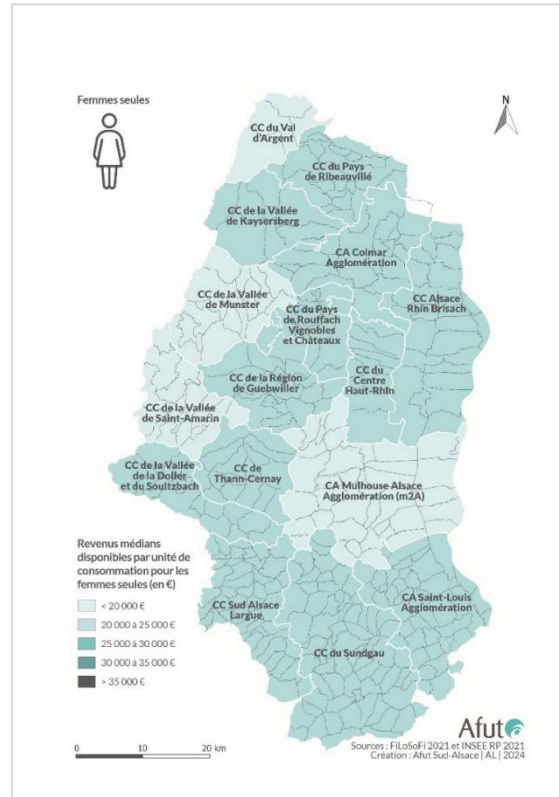 Femmes seules
N
CC du Val
d'Argent
CC du Pays
de Ribeauvillé
CC de la Vallée
de Kaysersberg
CA Colmar
Agglomération
CC de la Vallée
de Munster
CC du Pays
de Rouffach
Vignobles
et Châteaux
CC Alsace
Rhin Brisach
CC de la Région
de Guebwiller
CC du
Centre
Haut-Rhin
CC de la Vallée
de Saint-Amarin
CC de la Vallée
de la Doller
et du Soultzbach
CC de
Thann-Cernay
CA Mulhouse Alsace
Agglomération (m2A)
Revenus médians
disponibles par unité de
consommation pour les
femmes seules (en €)
< 20 000 €
20 000 à 25 000 €
25 000 à 30 000 €
30 000 à 35 000 €
> 35 000 €
CC Sud Alsace
Largue
CA Saint-Louis
Agglomération
CC du Sundgau
0 10 20 km
Afut
Sources : FiLoSoFi 2021 et INSEE RP 2021
Création : Afut Sud-Alsace | AL | 2024